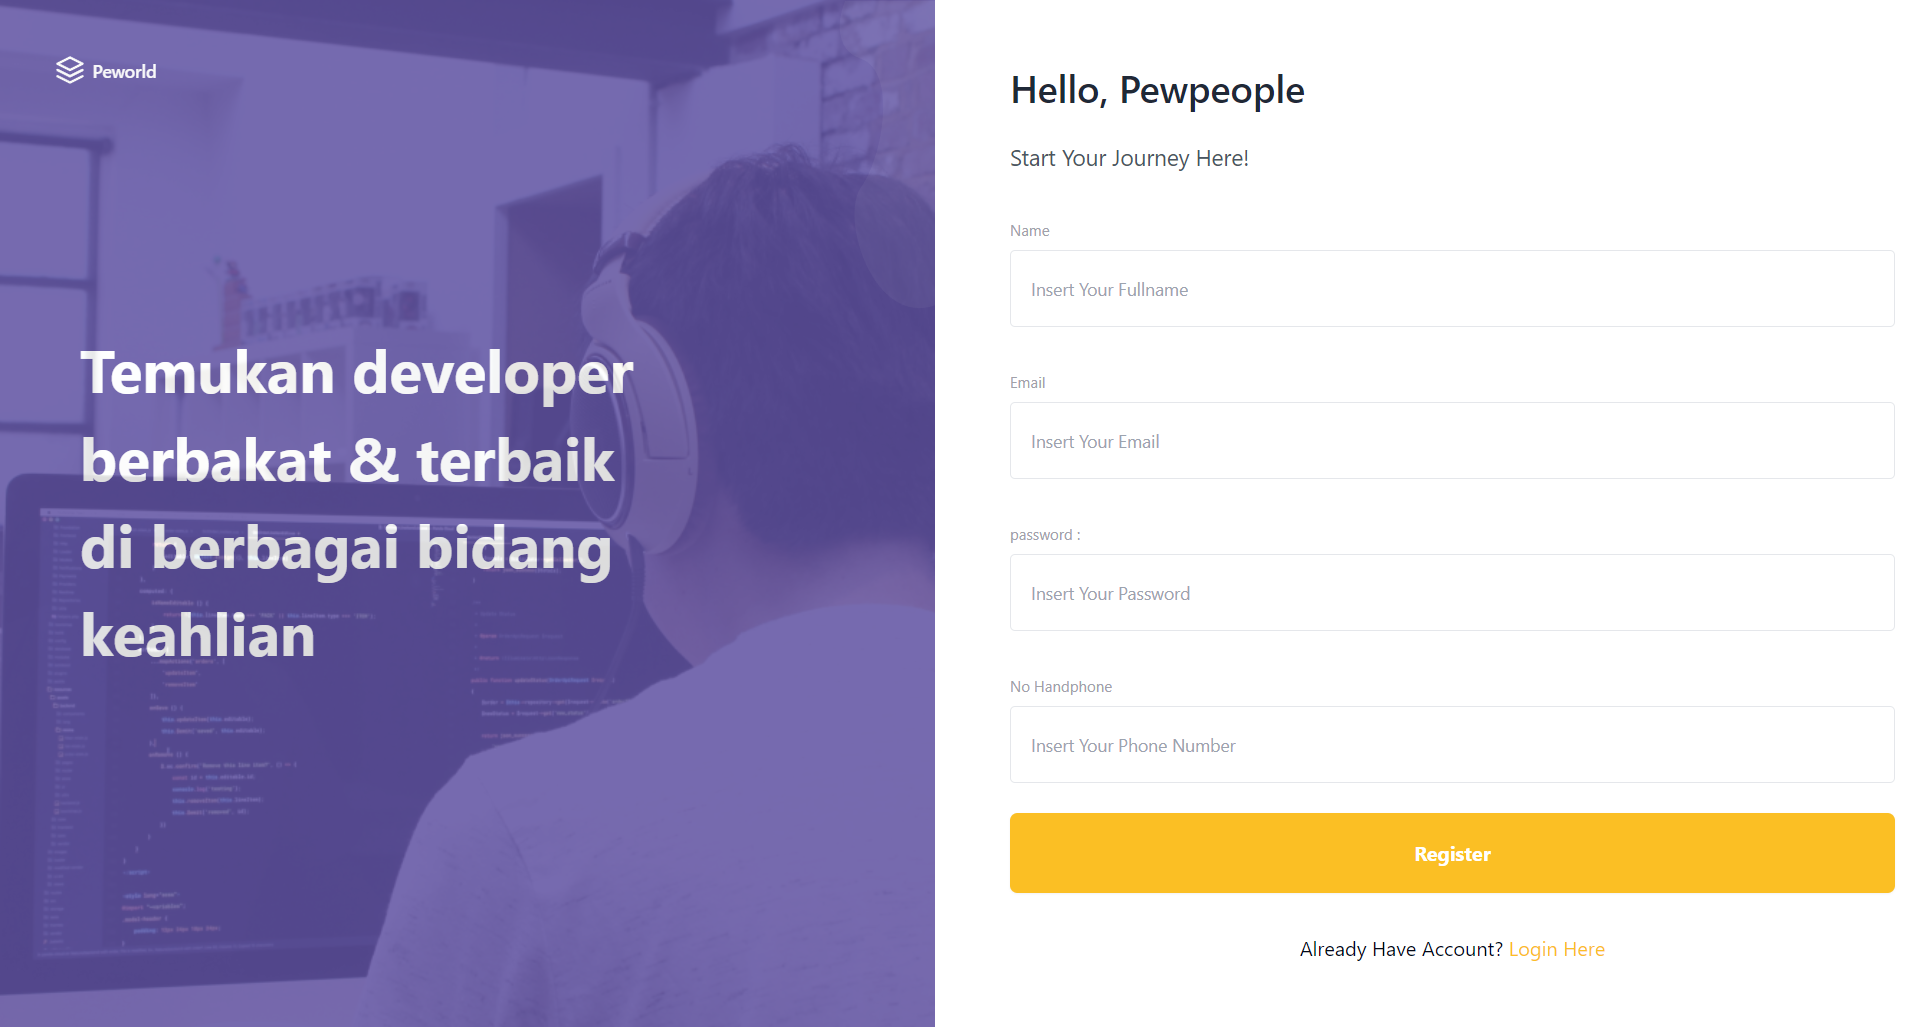 Peworld
Temukan developer
berbakat & terbaik
di berbagai bidang
keahlian
Hello, Pewpeople
Start Your Journey Here!
Name
Insert Your Fullname
Email
Insert Your Email
password :
Insert Your Password
No Handphone
Insert Your Phone Number
Register
Already Have Account? Login Here